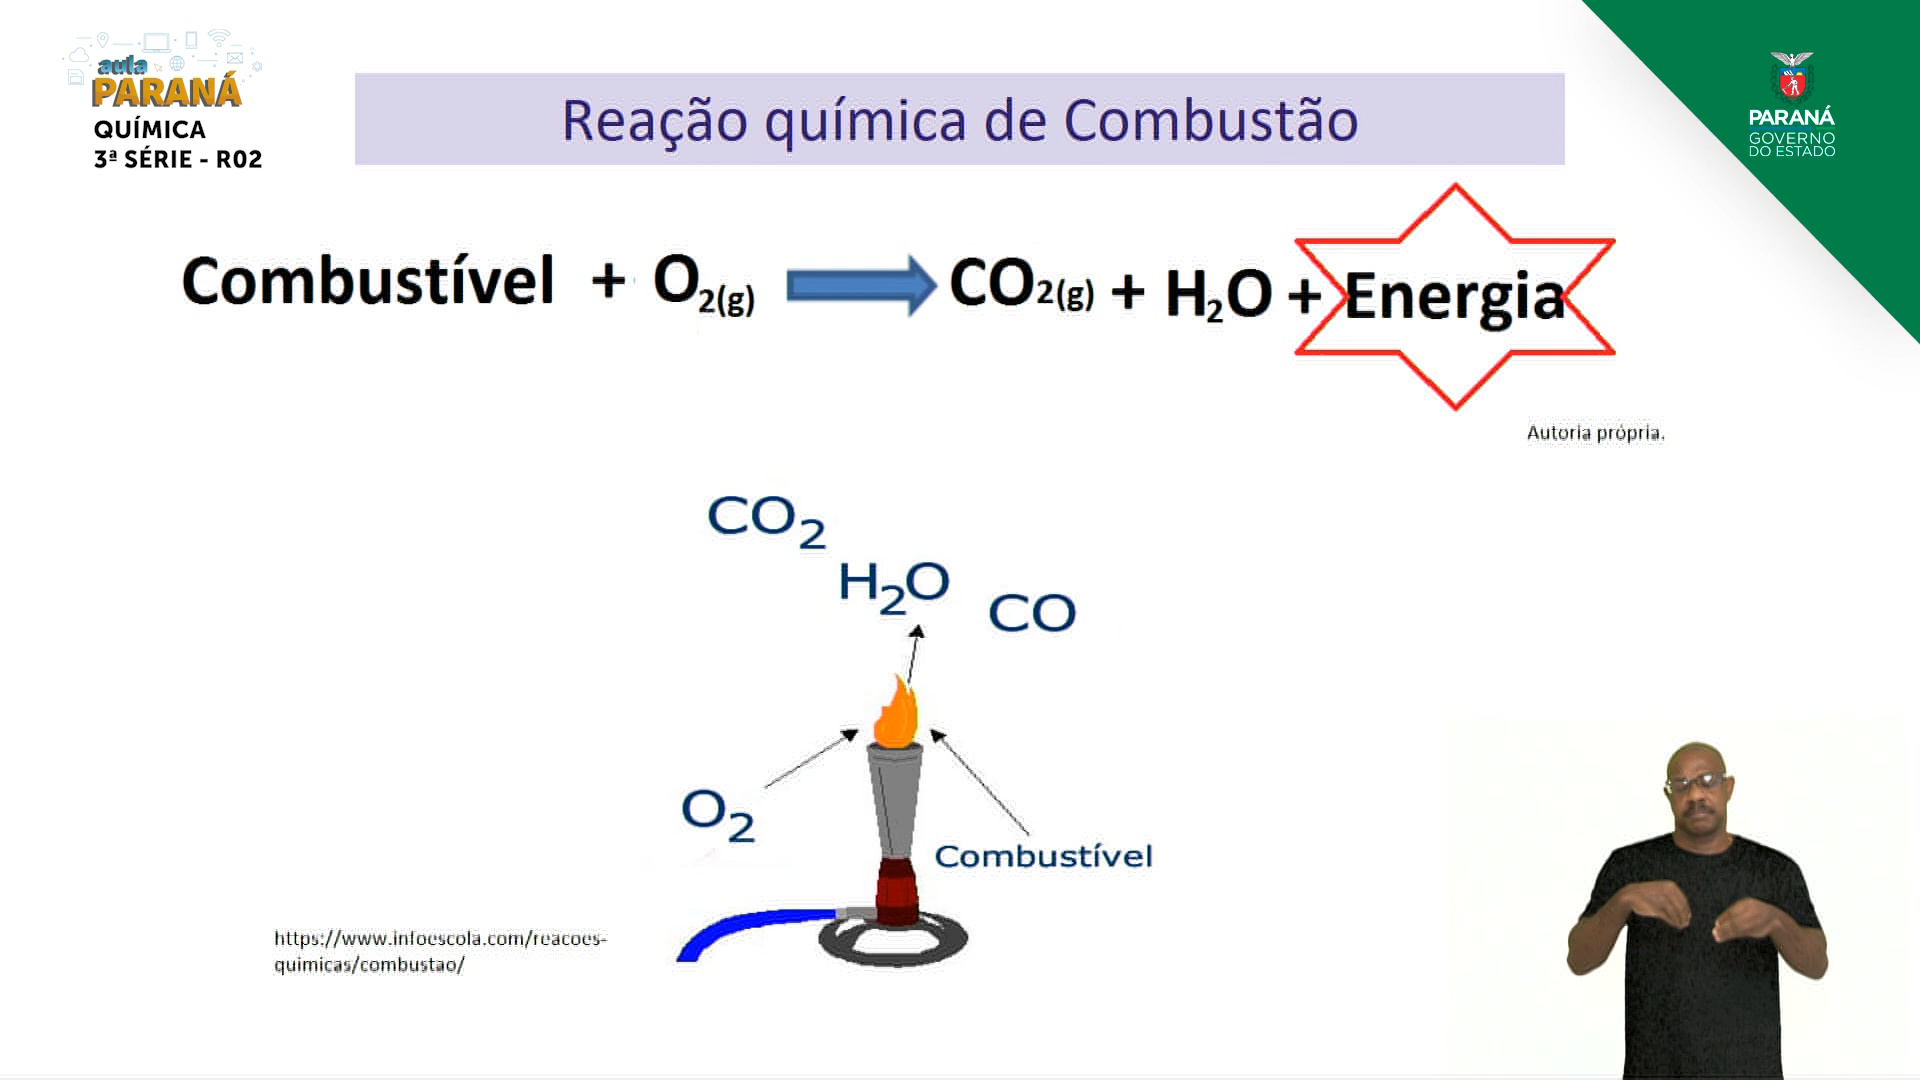 aula
PARANÁ
QUÍMICA
3ª SÉRIE - R02
Reação química de Combustão
PARANÁ
GOVERNO
DO ESTADO
Combustível + O2(g) CO2(g) + H2O + Energia
Autoria própria.
CO2
H2O
CO
O2
Combustível
https://www.infoescola.com/reacoes-
quimicas/combustao/